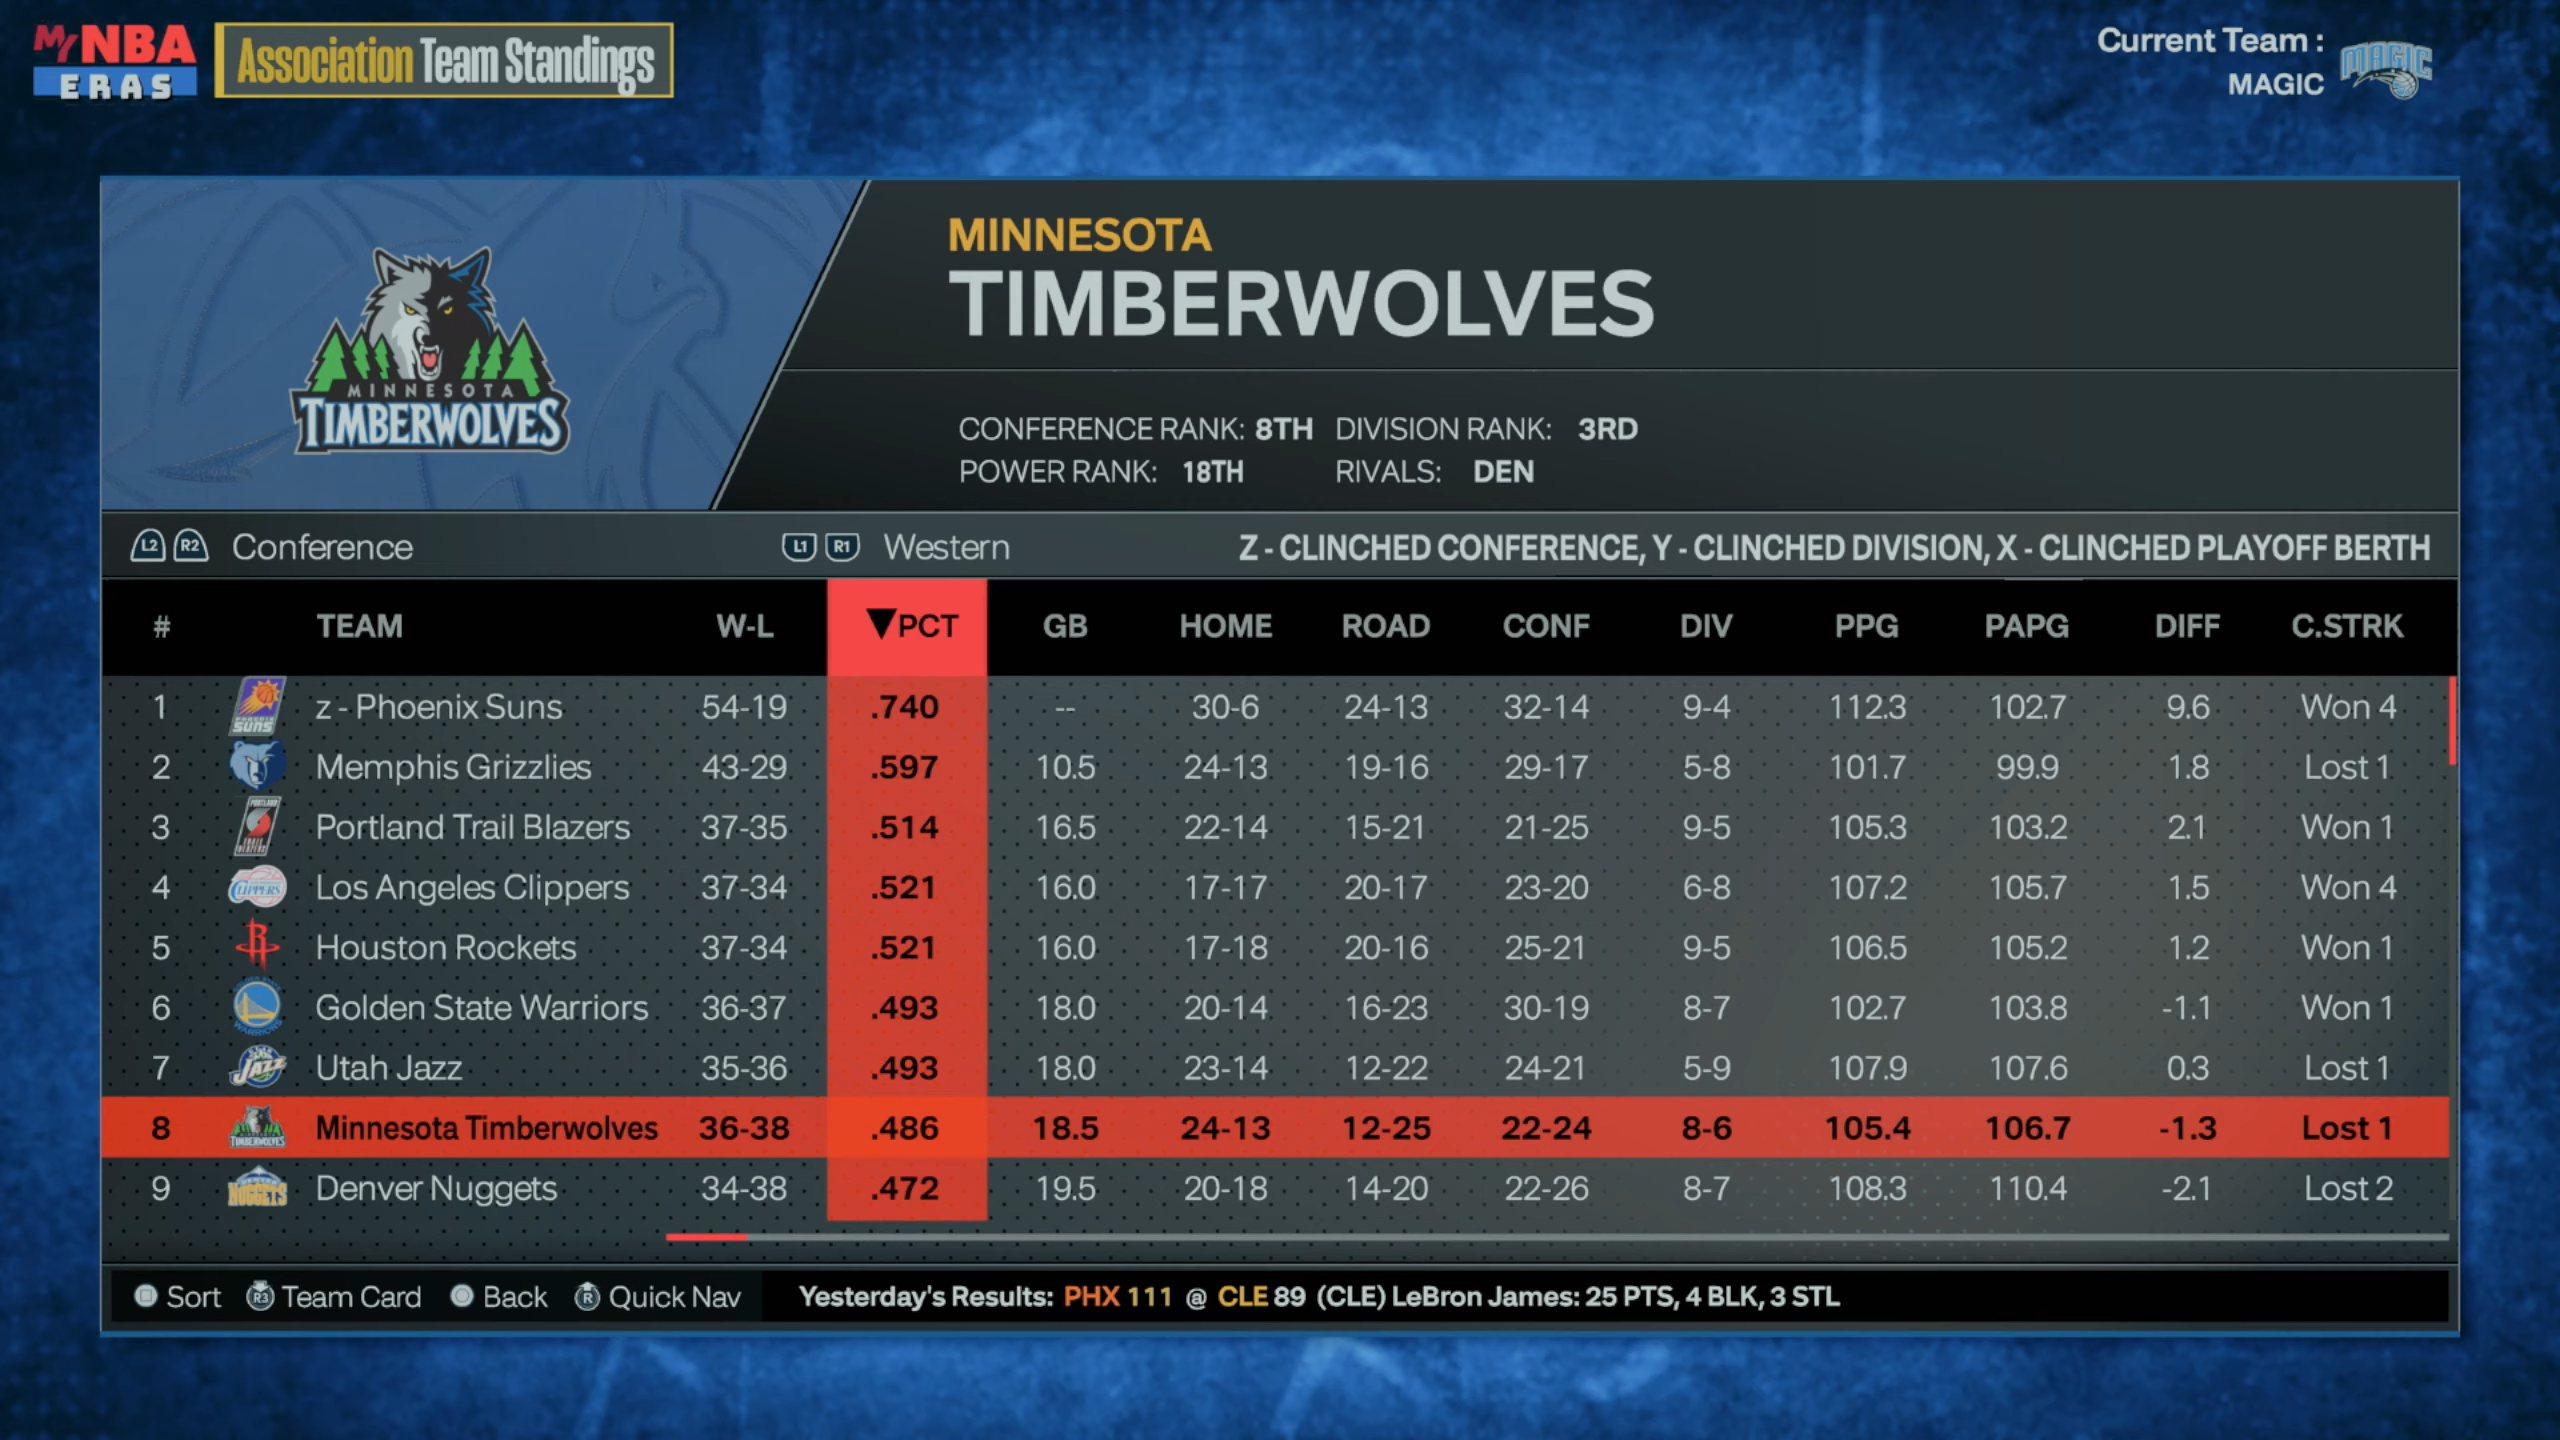 MyNBA ERAS
Association Team Standings
Current Team :
MAGIC
MAGIC
MINNESOTA
TIMBERWOLVES
MINNESOTA
TIMBERWOLVES
CONFERENCE RANK: 8TH DIVISION RANK: 3RD
POWER RANK: 18TH RIVALS: DEN
L2 R2 Conference L1 R1 Western Z - CLINCHED CONFERENCE, Y - CLINCHED DIVISION, X - CLINCHED PLAYOFF BERTH
# TEAM W-L ▼PCT GB HOME ROAD CONF DIV PPG PAPG DIFF C.STRK
1 z - Phoenix Suns 54-19 .740 -- 30-6 24-13 32-14 9-4 112.3 102.7 9.6 Won 4
2 Memphis Grizzlies 43-29 .597 10.5 24-13 19-16 29-17 5-8 101.7 99.9 1.8 Lost 1
3 Portland Trail Blazers 37-35 .514 16.5 22-14 15-21 21-25 9-5 105.3 103.2 2.1 Won 1
4 Los Angeles Clippers 37-34 .521 16.0 17-17 20-17 23-20 6-8 107.2 105.7 1.5 Won 4
5 Houston Rockets 37-34 .521 16.0 17-18 20-16 25-21 9-5 106.5 105.2 1.2 Won 1
6 Golden State Warriors 36-37 .493 18.0 20-14 16-23 30-19 8-7 102.7 103.8 -1.1 Won 1
7 Utah Jazz 35-36 .493 18.0 23-14 12-22 24-21 5-9 107.9 107.6 0.3 Lost 1
8 Minnesota Timberwolves 36-38 .486 18.5 24-13 12-25 22-24 8-6 105.4 106.7 -1.3 Lost 1
9 Denver Nuggets 34-38 .472 19.5 20-18 14-20 22-26 8-7 108.3 110.4 -2.1 Lost 2
Sort R3 Team Card Back R Quick Nav Yesterday's Results: PHX 111 @ CLE 89 (CLE) LeBron James: 25 PTS, 4 BLK, 3 STL